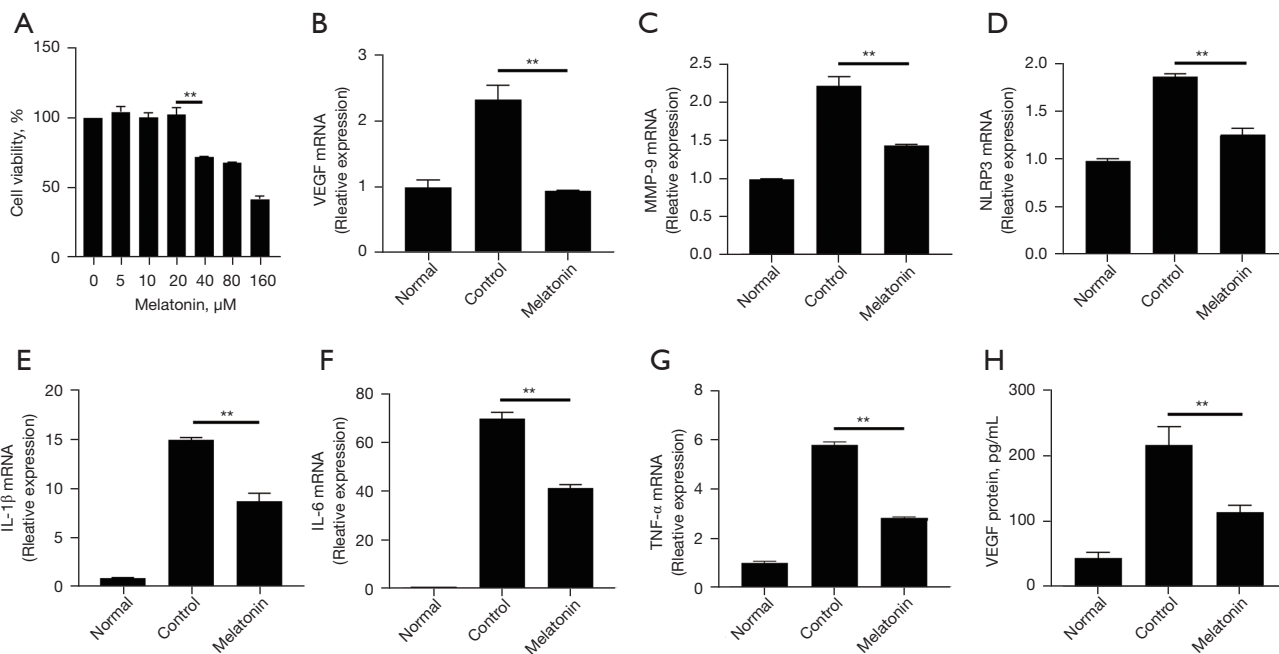 A
150
100
50
0
Cell viability, %
**
0 5 10 20 40 80 160
Melatonin, µM
B
3
2
1
0
VEGF mRNA
(Rleative expression)
**
Normal
Control
Melatonin
C
2.5
2.0
1.5
1.0
0.5
0.0
MMP-9 mRNA
(Rleative expression)
**
Normal
Control
Melatonin
D
2.0
1.5
1.0
0.5
0.0
NLRP3 mRNA
(Rleative expression)
**
Normal
Control
Melatonin
E
20
15
10
5
0
IL-1β mRNA
(Rleative expression)
**
Normal
Control
Melatonin
F
80
60
40
20
0
IL-6 mRNA
(Rleative expression)
**
Normal
Control
Melatonin
G
8
6
4
2
0
TNF-α mRNA
(Rleative expression)
**
Normal
Control
Melatonin
H
300
200
100
0
VEGF protein, pg/mL
**
Normal
Control
Melatonin